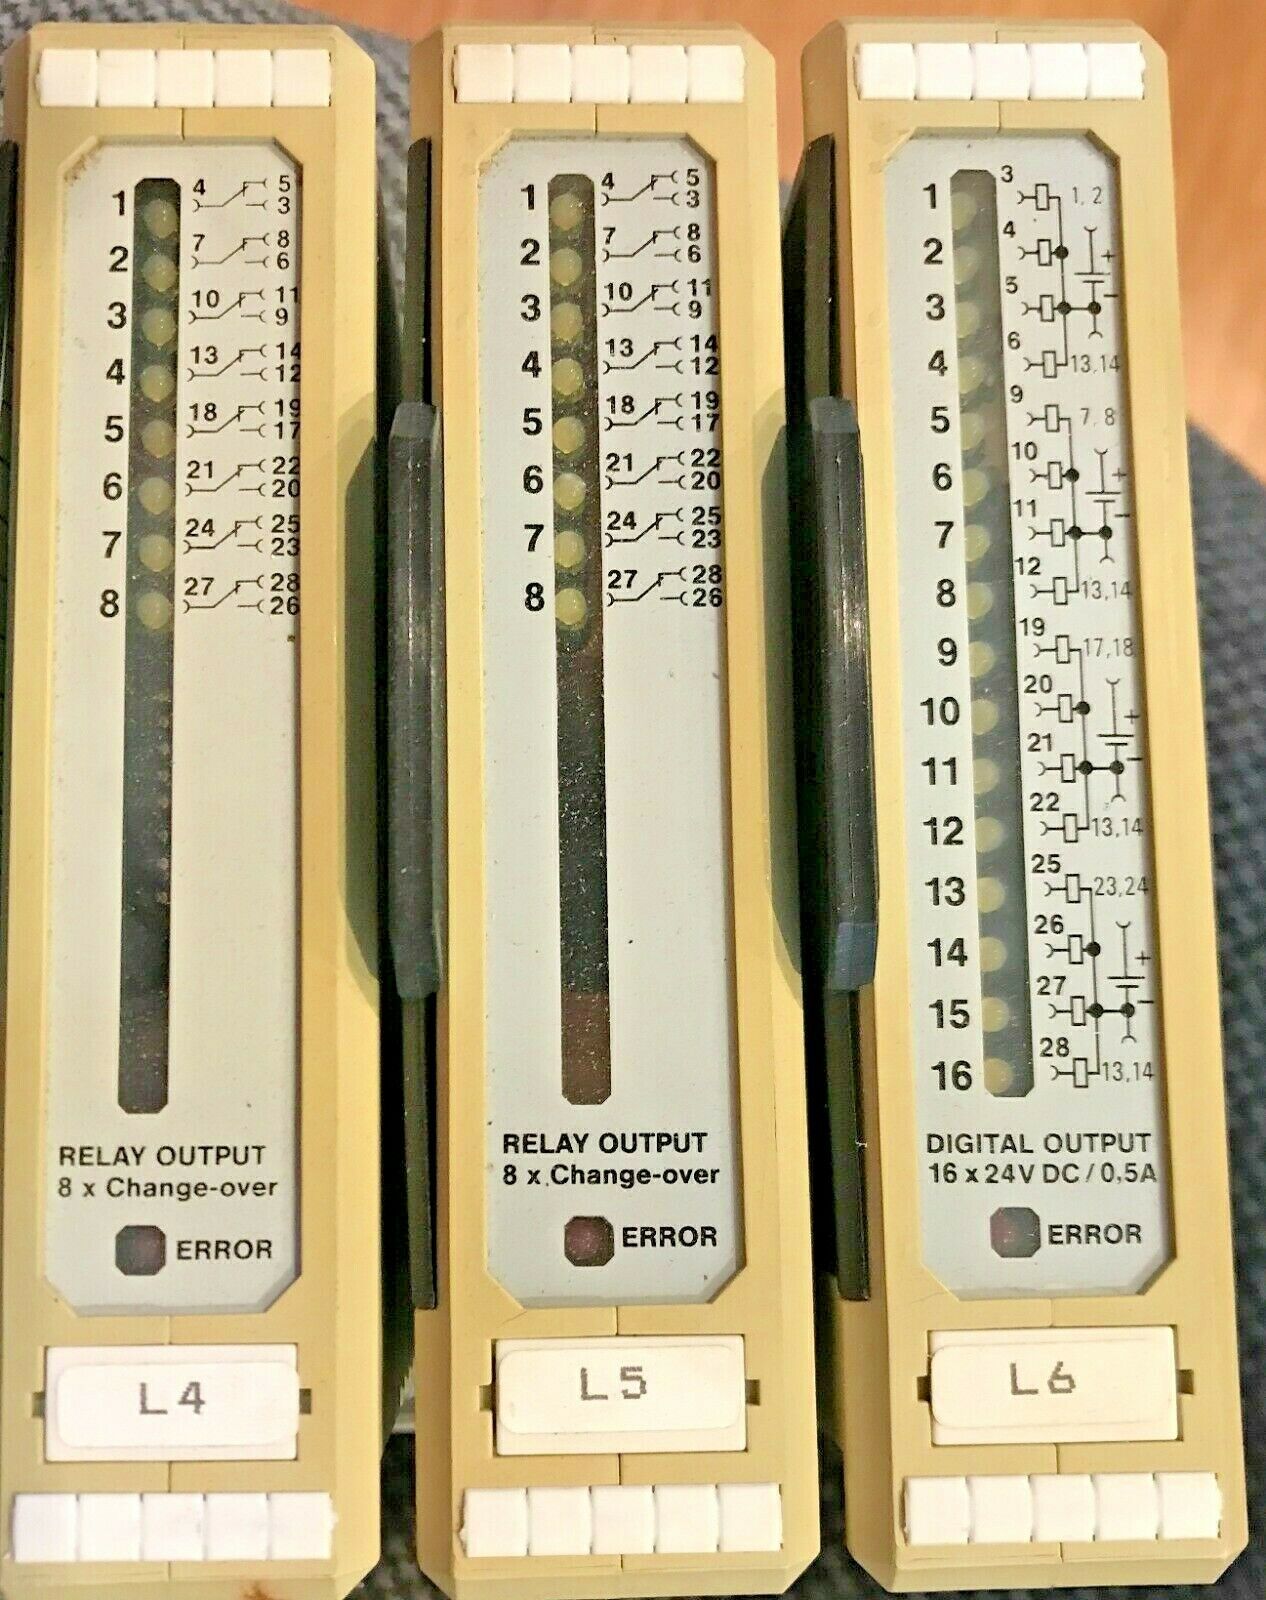 1 4 5
3
2 7 8
6
3 10 11
9
4 13 14
12
5 18 19
17
6 21 22
20
7 24 25
23
8 27 28
26
RELAY OUTPUT
8 x Change-over
ERROR
L4
1 4 5
3
2 7 8
6
3 10 11
9
4 13 14
12
5 18 19
17
6 21 22
20
7 24 25
23
8 27 28
26
RELAY OUTPUT
8 x Change-over
ERROR
L5
1 3 1, 2
2 4 +
3 5 −
4 6 13,14
5 9 7, 8
6 10 +
7 11 −
8 12 13,14
9 19 17,18
10 20 +
11 21 −
12 22 13,14
13 25 23,24
14 26 +
15 27 −
16 28 13,14
DIGITAL OUTPUT
16 x 24V DC / 0,5A
ERROR
L6